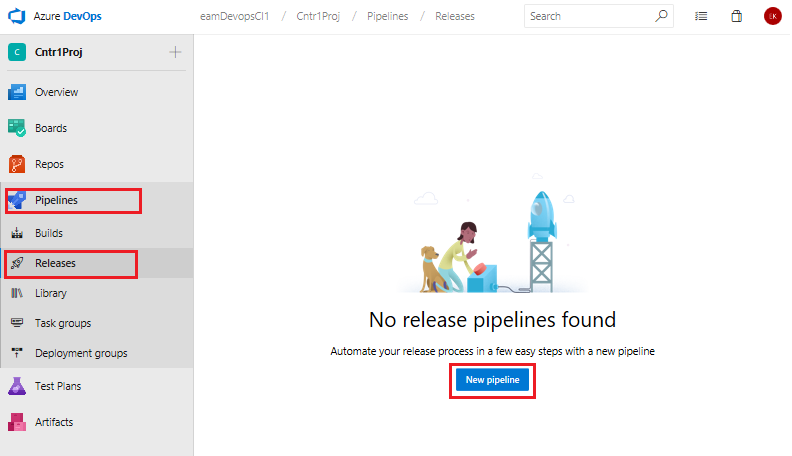 Azure DevOps eamDevopsCI1 / Cntr1Proj / Pipelines / Releases Search EK
C Cntr1Proj
Overview
Boards
Repos
Pipelines
Builds
Releases
Library
Task groups
Deployment groups
Test Plans
Artifacts
No release pipelines found
Automate your release process in a few easy steps with a new pipeline
New pipeline